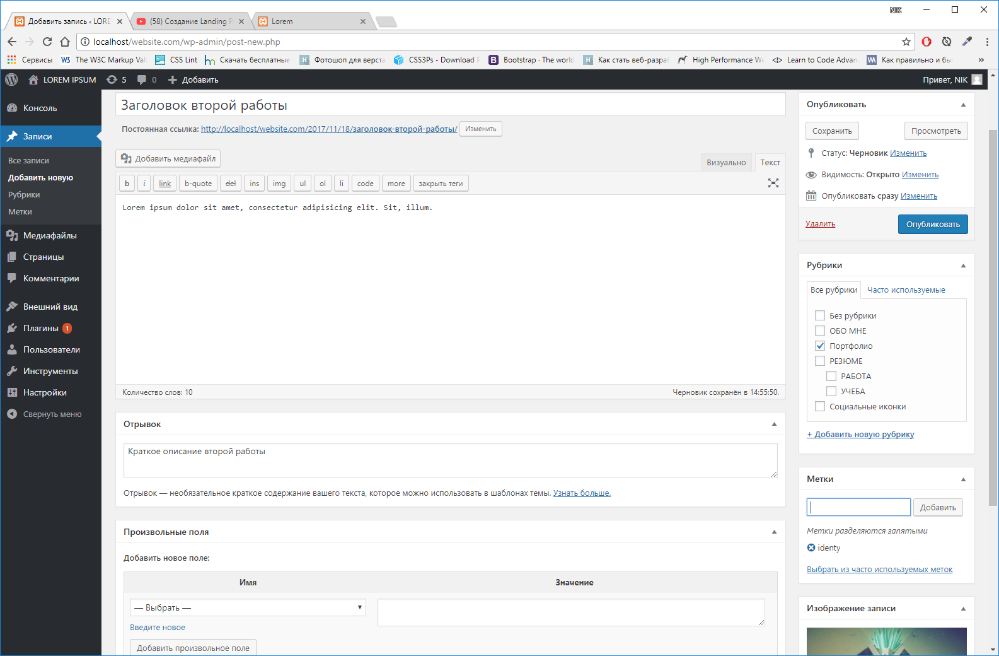 NIK
Добавить запись ‹ LORE
(58) Создание Landing P
Lorem
localhost/website.com/wp-admin/post-new.php
Сервисы
W3 The W3C Markup Vali
CSS Lint
Скачать бесплатные
H Фотошоп для верста
CSS3Ps - Download P
B Bootstrap · The world
H Как стать веб-разраб
High Performance We
Learn to Code Advan
W Как правильно и бы
»
LOREM IPSUM
5
0
Добавить
Привет, NIK
Консоль
Записи
Все записи
Добавить новую
Рубрики
Метки
Медиафайлы
Страницы
Комментарии
Внешний вид
Плагины 1
Пользователи
Инструменты
Настройки
Свернуть меню
Заголовок второй работы
Постоянная ссылка: http://localhost/website.com/2017/11/18/заголовок-второй-работы/ Изменить
Добавить медиафайл
Визуально
Текст
b
i
link
b-quote
del
ins
img
ul
ol
li
code
more
закрыть теги
Lorem ipsum dolor sit amet, consectetur adipisicing elit. Sit, illum.
Количество слов: 10
Черновик сохранён в 14:55:50.
Отрывок
Краткое описание второй работы
Отрывок — необязательное краткое содержание вашего текста, которое можно использовать в шаблонах темы. Узнать больше.
Произвольные поля
Добавить новое поле:
Имя
Значение
— Выбрать —
Введите новое
Добавить произвольное поле
Опубликовать
Сохранить
Просмотреть
Статус: Черновик Изменить
Видимость: Открыто Изменить
Опубликовать сразу Изменить
Удалить
Опубликовать
Рубрики
Все рубрики
Часто используемые
Без рубрики
ОБО МНЕ
Портфолио
РЕЗЮМЕ
РАБОТА
УЧЕБА
Социальные иконки
+ Добавить новую рубрику
Метки
Добавить
Метки разделяются запятыми
identy
Выбрать из часто используемых меток
Изображение записи